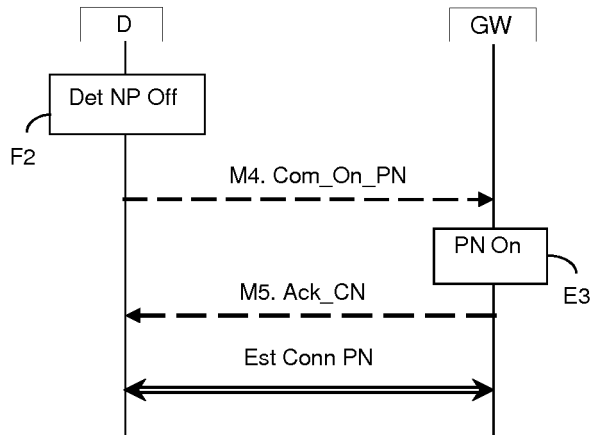 D
GW
Det NP Off
F2
M4. Com_On_PN
PN On
E3
M5. Ack_CN
Est Conn PN